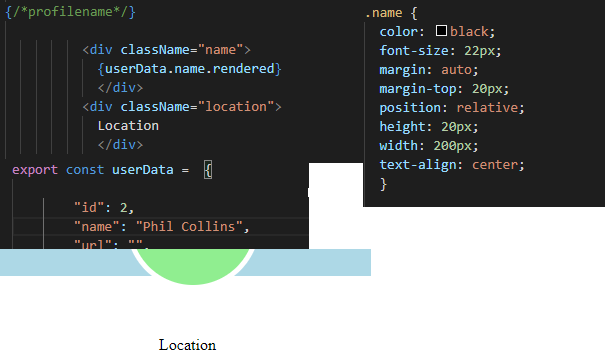 {/*profilename*/}
<div className="name">
{userData.name.rendered}
</div>
<div className="location">
Location
</div>
export const userData = {
"id": 2,
"name": "Phil Collins",
"url": "",
.name {
color: black;
font-size: 22px;
margin: auto;
margin-top: 20px;
position: relative;
height: 20px;
width: 200px;
text-align: center;
}
Location